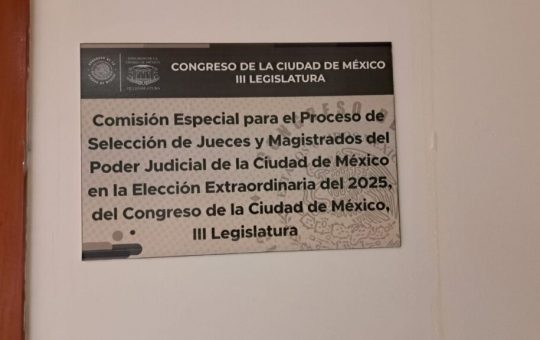 CONGRESO DE LA CIUDAD DE MÉXICO
III LEGISLATURA
Comisión Especial para el Proceso de
Selección de Jueces y Magistrados del
Poder Judicial de la Ciudad de México
en la Elección Extraordinaria del 2025,
del Congreso de la Ciudad de México,
III Legislatura